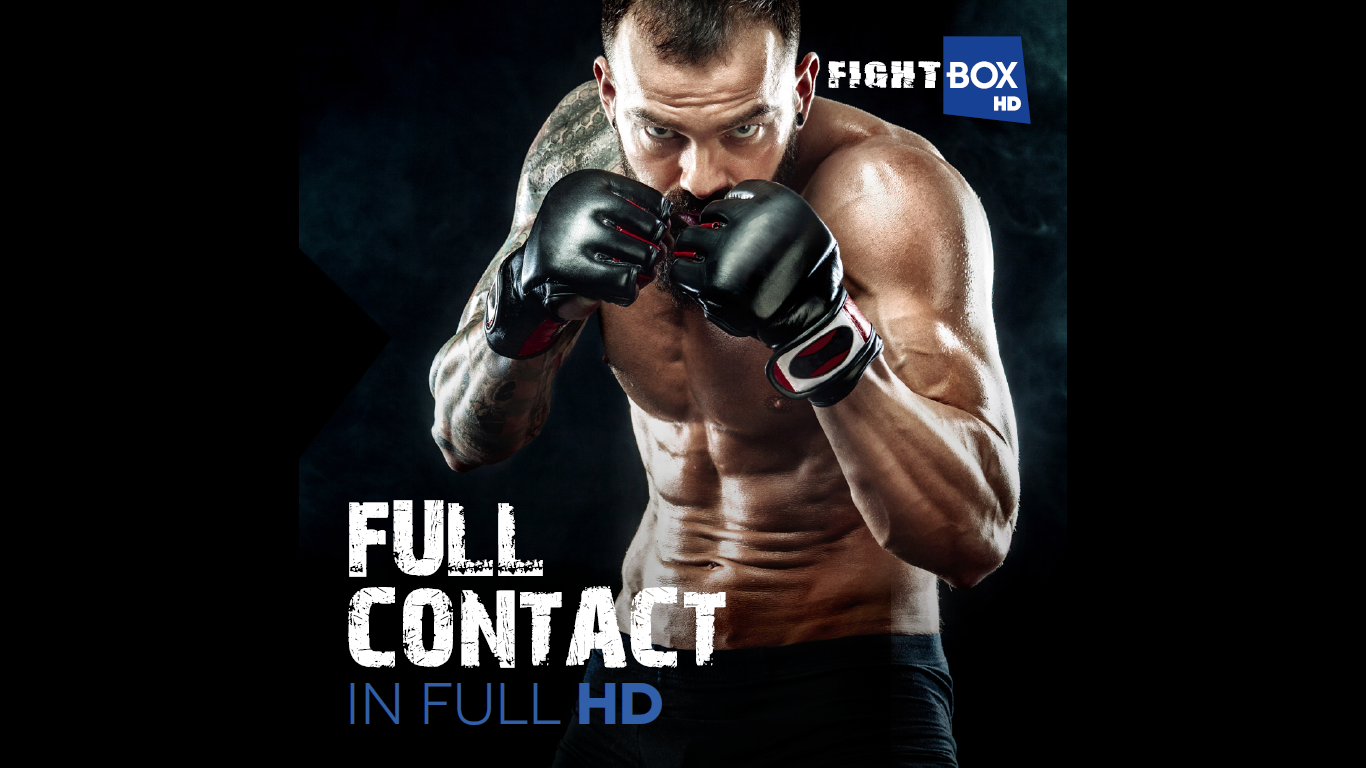 FIGHT BOX
HD
FULL
CONTACT
IN FULL HD